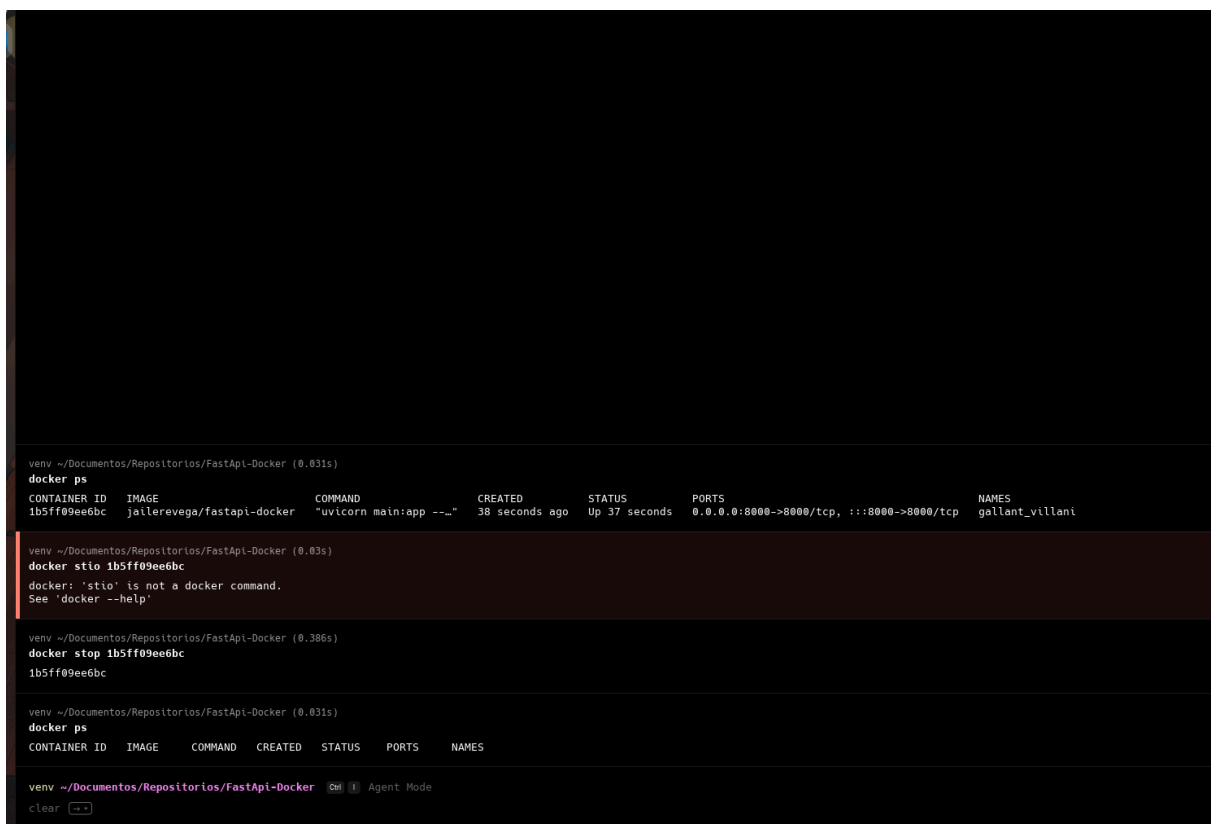 venv ~/Documentos/Repositorios/FastApi-Docker (0.031s)
docker ps
CONTAINER ID IMAGE COMMAND CREATED STATUS PORTS NAMES
1b5ff09ee6bc jailerevega/fastapi-docker "uvicorn main:app --…" 38 seconds ago Up 37 seconds 0.0.0.0:8000->8000/tcp, :::8000->8000/tcp gallant_villani
venv ~/Documentos/Repositorios/FastApi-Docker (0.03s)
docker stio 1b5ff09ee6bc
docker: 'stio' is not a docker command.
See 'docker --help'
venv ~/Documentos/Repositorios/FastApi-Docker (0.386s)
docker stop 1b5ff09ee6bc
1b5ff09ee6bc
venv ~/Documentos/Repositorios/FastApi-Docker (0.031s)
docker ps
CONTAINER ID IMAGE COMMAND CREATED STATUS PORTS NAMES
venv ~/Documentos/Repositorios/FastApi-Docker Ctrl I Agent Mode
clear